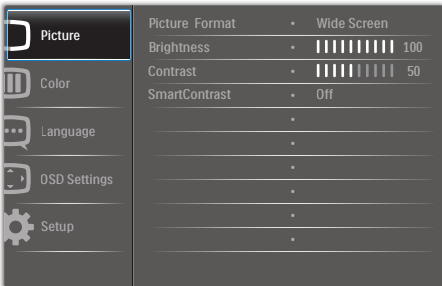 Picture
Color
Language
OSD Settings
Setup
Picture Format • Wide Screen
Brightness • 100
Contrast • 50
SmartContrast • Off
•
•
•
•
•
•